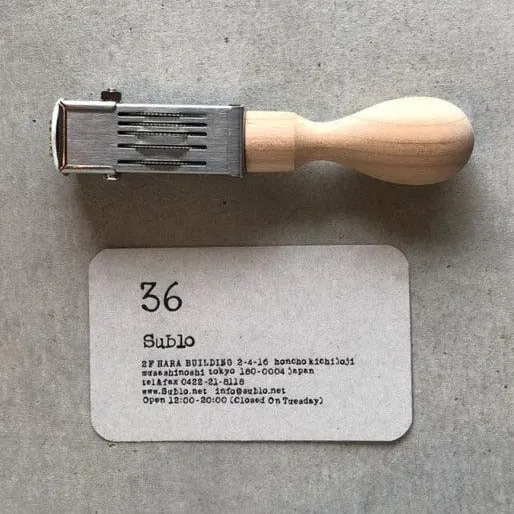 36
Sublo
2F HARA BUILDING 2-4-16 honcho kichijoji
musashinoshi tokyo 180-0004 japan
tel&fax 0422-21-8118
www.Sublo.net info@sublo.net
Open 12:00-20:00 (Closed On Tuesday)